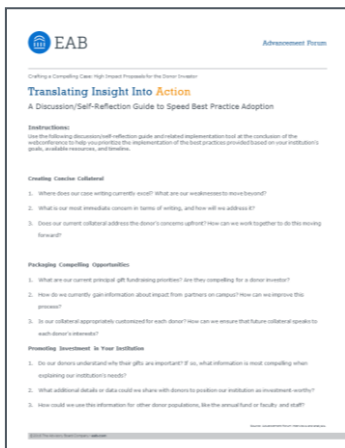 EAB
Advancement Forum
Crafting a Compelling Case: High Impact Proposals for the Donor Investor
Translating Insight Into Action
A Discussion/Self-Reflection Guide to Speed Best Practice Adoption
Instructions:
Use the following discussion/self-reflection guide and related implementation tool at the conclusion of the
webconference to help you prioritize the implementation of the best practices provided based on your institution's
goals, available resources, and timeline.
Creating Concise Collateral
1. Where does our case writing currently excel? What are our weaknesses to move beyond?
2. What is our most immediate concern in terms of writing, and how will we address it?
3. Does our current collateral address the donor's concerns upfront? How can we work together to do this moving
forward?
Packaging Compelling Opportunities
1. What are our current principal gift fundraising priorities? Are they compelling for a donor investor?
2. How do we currently gain information about impact from partners on campus? How can we improve this
process?
3. Is our collateral appropriately customized for each donor? How can we ensure that future collateral speaks to
each donor's interests?
Promoting Investment in Your Institution
1. Do our donors understand why their gifts are important? If so, what information is most compelling when
explaining our institution's needs?
2. What additional details or data could we share with donors to position our institution as investment-worthy?
3. How could we use this information for other donor populations, like the annual fund or faculty and staff?